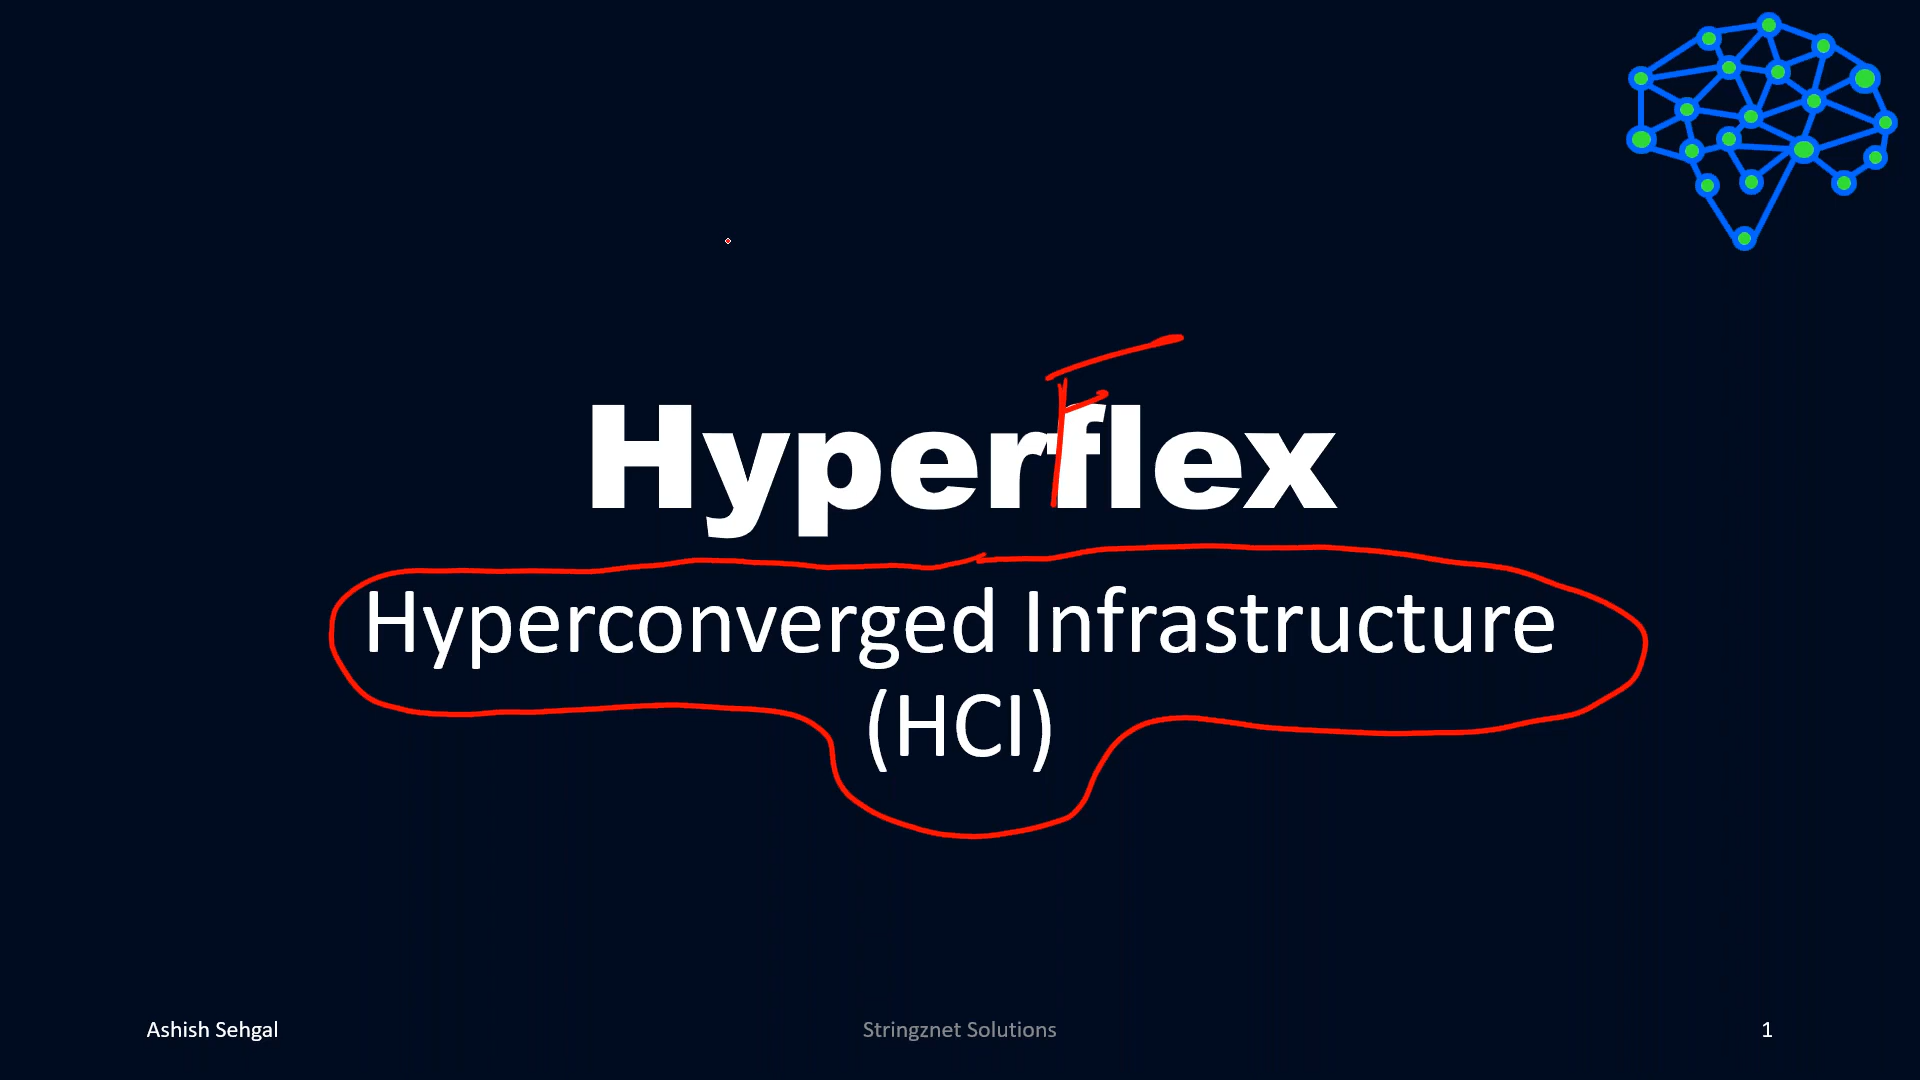 Hyperflex
F
Hyperconverged Infrastructure
(HCI)
Ashish Sehgal
Stringznet Solutions
1